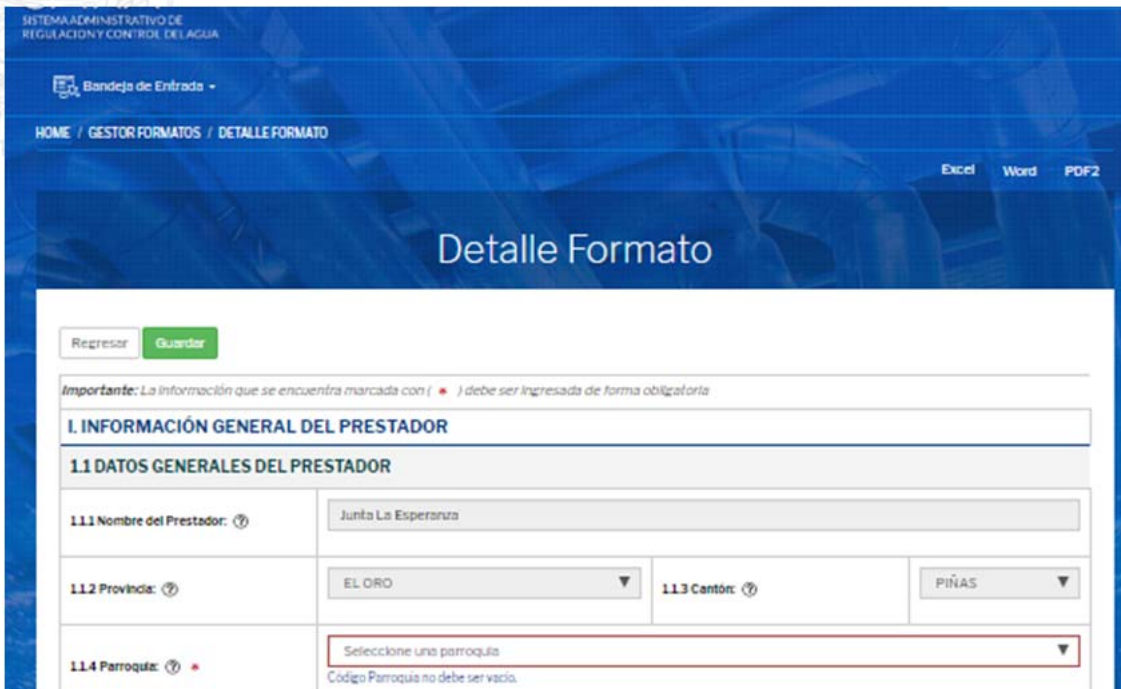 SISTEMA ADMINISTRATIVO DE
REGULACION Y CONTROL DEL AGUA
Bandeja de Entrada
HOME / GESTOR FORMATOS / DETALLE FORMATO
Excel Word PDF2
Detalle Formato
Regresar Guardar
Importante: La información que se encuentra marcada con ( * ) debe ser ingresada de forma obligatoria
I. INFORMACIÓN GENERAL DEL PRESTADOR
1.1 DATOS GENERALES DEL PRESTADOR
1.1.1 Nombre del Prestador: ? Junta La Esperanza
1.1.2 Provincia: ? EL ORO ▼ 1.1.3 Cantón: ? PIÑAS ▼
1.1.4 Parroquia: ? * Seleccione una parroquia ▼
Código Parroquia no debe ser vacío.